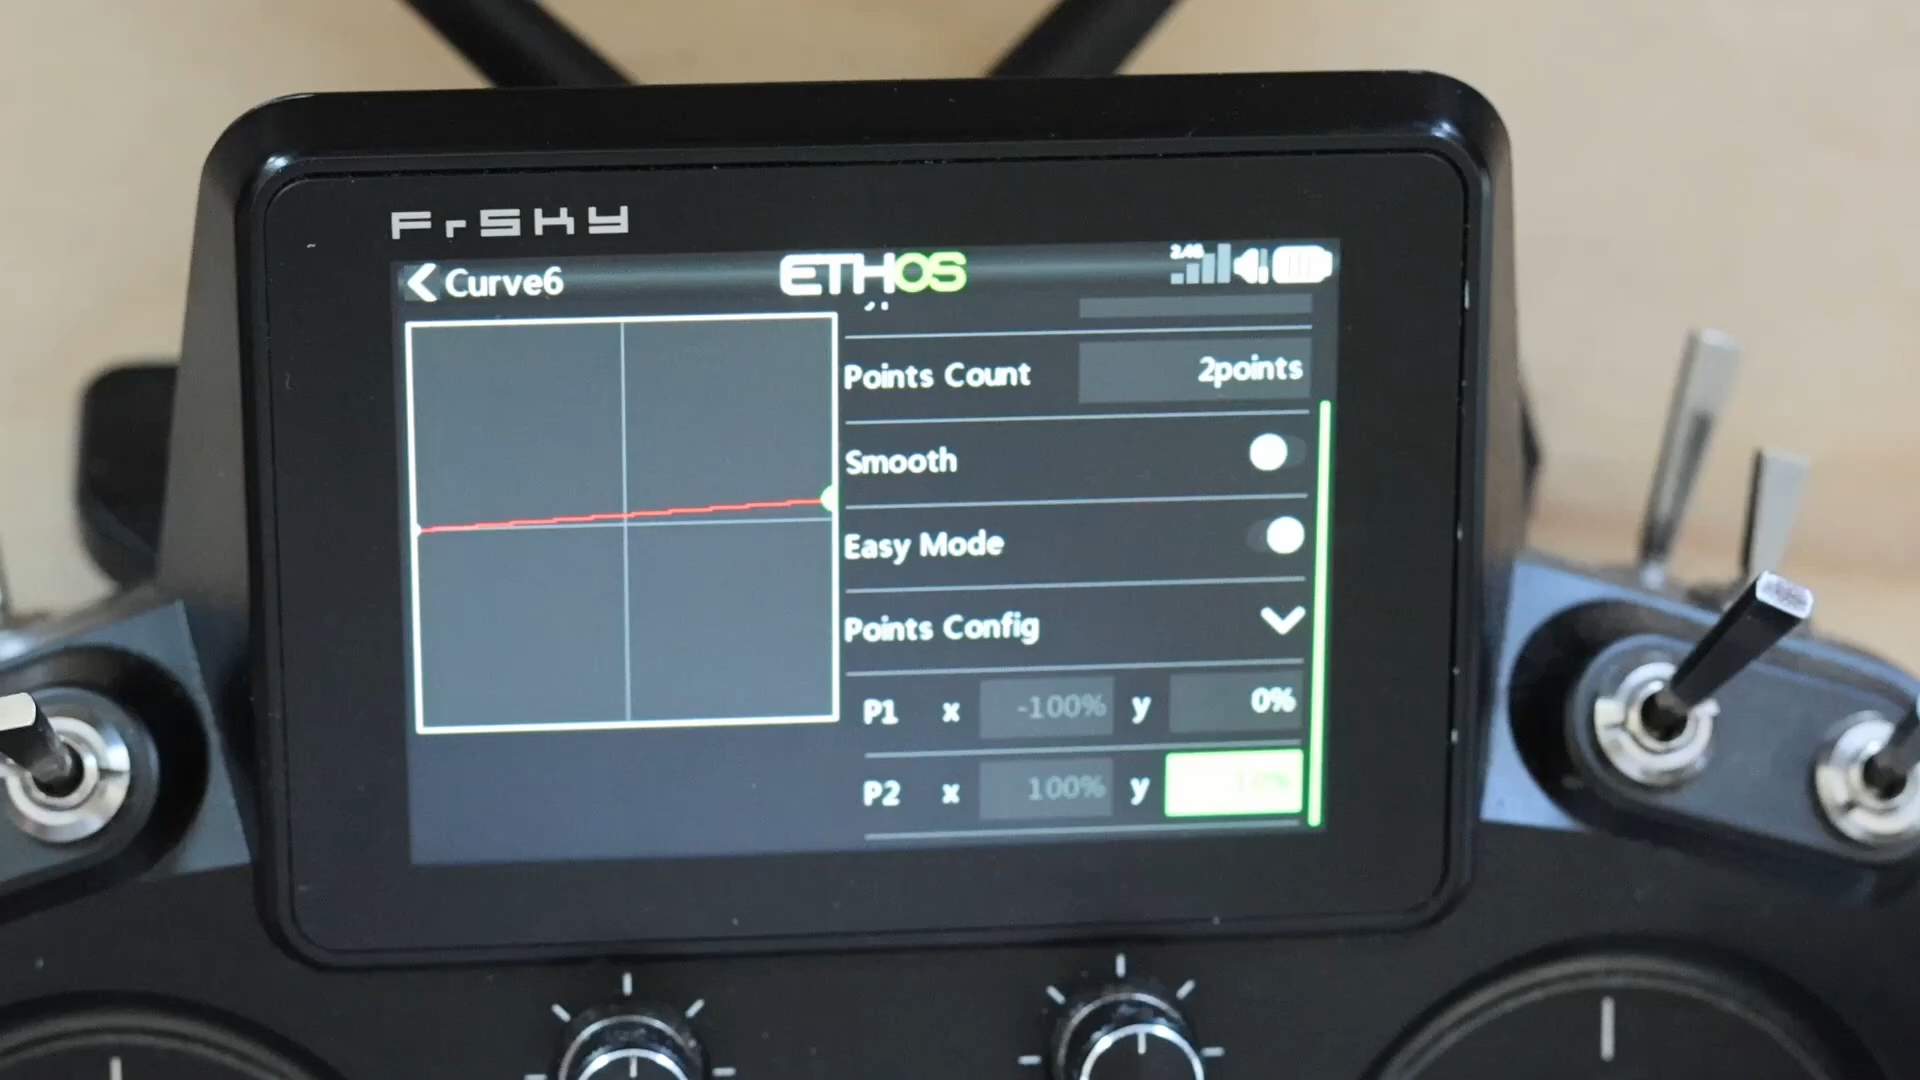 FrSky
Curve6
ETHOS
2.4G
Points Count 2points
Smooth
Easy Mode
Points Config
P1 x -100% y 0%
P2 x 100% y